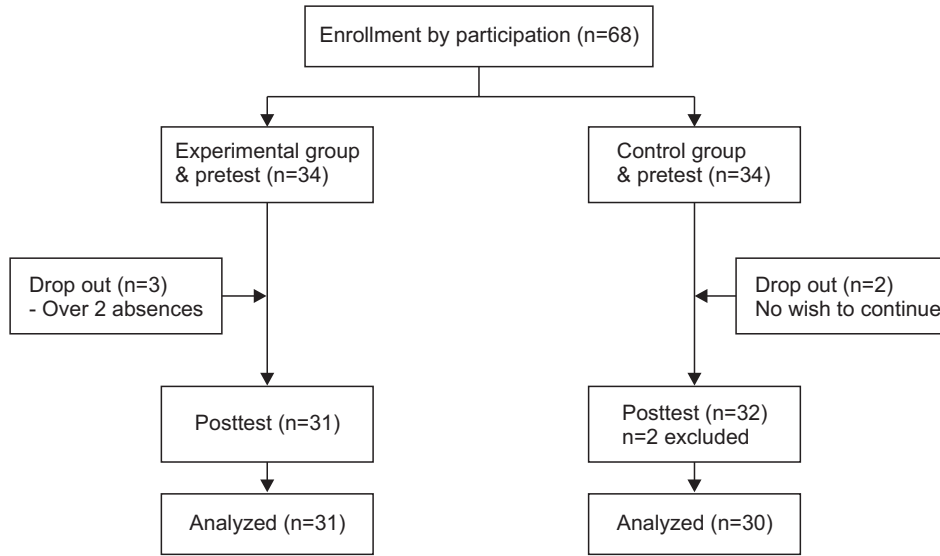 Enrollment by participation (n=68)
Experimental group
& pretest (n=34)
Control group
& pretest (n=34)
Drop out (n=3)
- Over 2 absences
Drop out (n=2)
No wish to continue
Posttest (n=31)
Posttest (n=32)
n=2 excluded
Analyzed (n=31)
Analyzed (n=30)